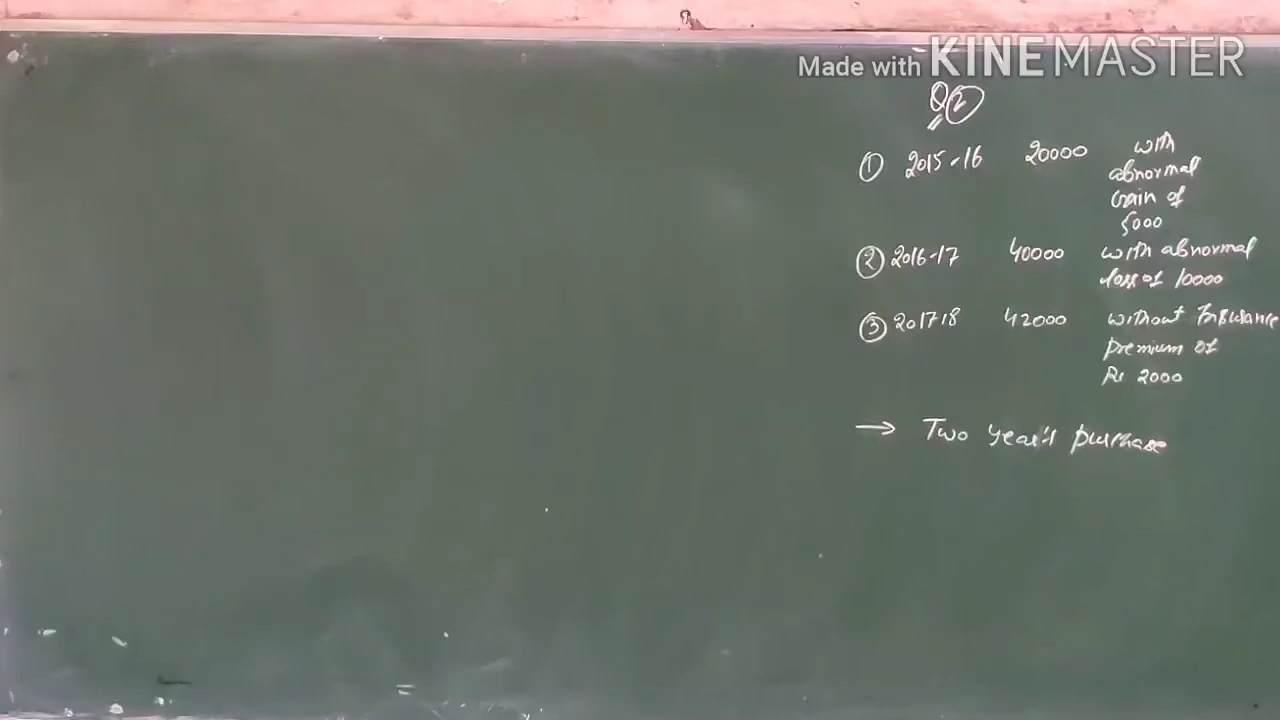 Made with KINEMASTER
Q 2
① 2015-16 20000 with
abnormal
Gain of
5000
② 2016-17 40000 with abnormal
loss of 10000
③ 2017 18 42000 without Insurance
premium of
Rs 2000
→ Two year's purchase